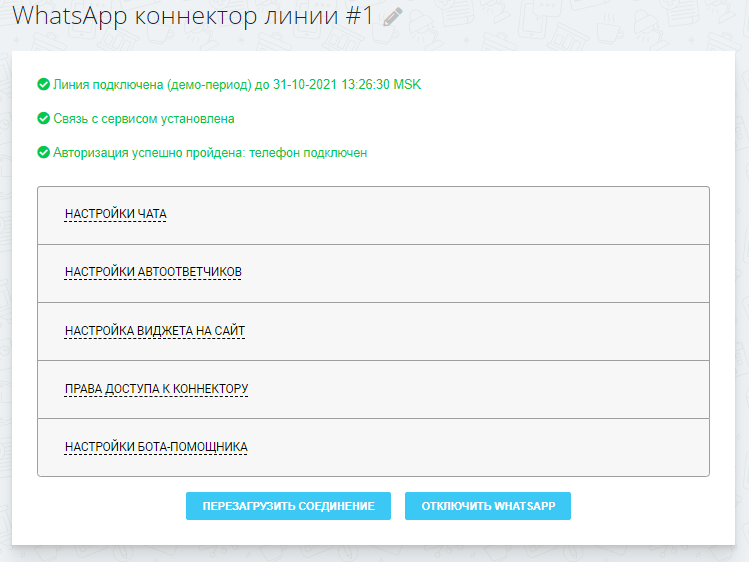 WhatsApp коннектор линии #1
Линия подключена (демо-период) до 31-10-2021 13:26:30 MSK
Связь с сервисом установлена
Авторизация успешно пройдена: телефон подключен
НАСТРОЙКИ ЧАТА
НАСТРОЙКИ АВТООТВЕТЧИКОВ
НАСТРОЙКА ВИДЖЕТА НА САЙТ
ПРАВА ДОСТУПА К КОННЕКТОРУ
НАСТРОЙКИ БОТА-ПОМОЩНИКА
ПЕРЕЗАГРУЗИТЬ СОЕДИНЕНИЕ
ОТКЛЮЧИТЬ WHATSAPP